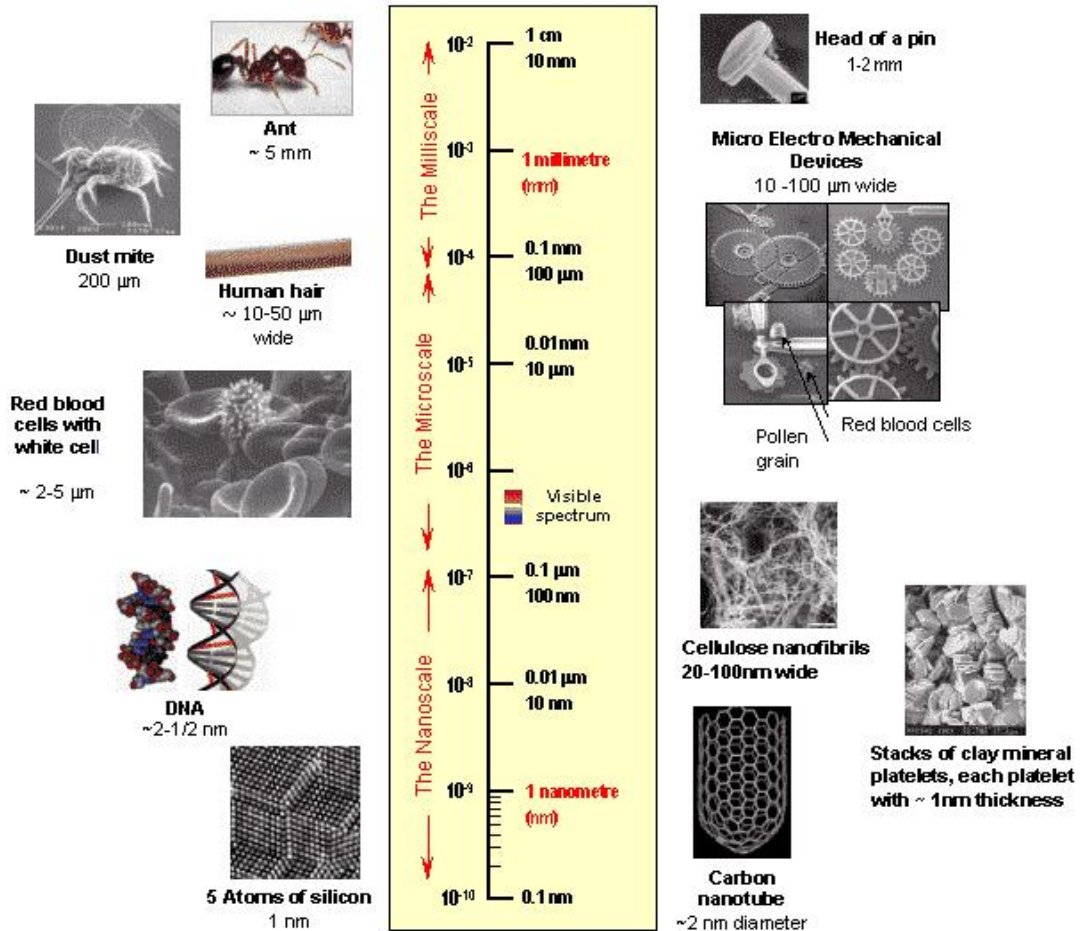 Ant
~ 5 mm
Dust mite
200 µm
Human hair
~ 10-50 µm
wide
Red blood
cells with
white cell
~ 2-5 µm
DNA
~2-1/2 nm
5 Atoms of silicon
1 nm
The Milliscale
The Microscale
The Nanoscale
10-2
1 cm
10 mm
10-3
1 millimetre
(mm)
10-4
0.1 mm
100 µm
10-5
0.01 mm
10 µm
10-6
Visible
spectrum
10-7
0.1 µm
100 nm
10-8
0.01 µm
10 nm
10-9
1 nanometre
(nm)
10-10
0.1 nm
Head of a pin
1-2 mm
Micro Electro Mechanical
Devices
10 -100 µm wide
Red blood cells
Pollen
grain
Cellulose nanofibrils
20-100nm wide
Stacks of clay mineral
platelets, each platelet
with ~ 1nm thickness
Carbon
nanotube
~2 nm diameter